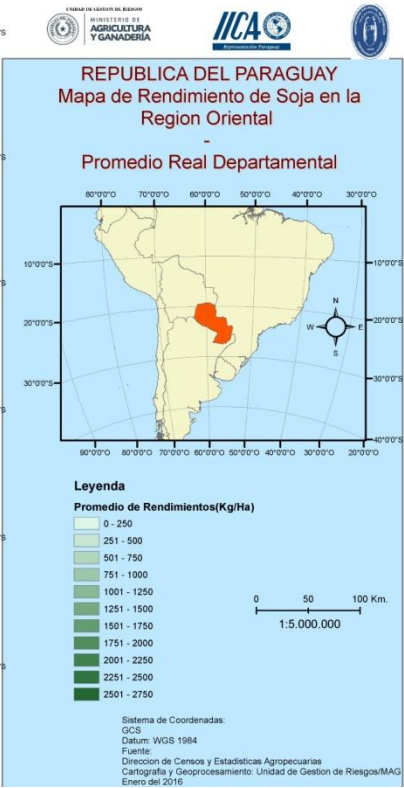 UNIDAD DE GESTION DE RIESGOS
MINISTERIO DE
AGRICULTURA
Y GANADERÍA
IICA
Representación Paraguay
REPUBLICA DEL PARAGUAY
Mapa de Rendimiento de Soja en la
Region Oriental
-
Promedio Real Departamental
80°0'0"O 70°0'0"O 60°0'0"O 50°0'0"O 40°0'0"O 30°0'0"O
10°0'0"S 10°0'0"S
N
W E
S
20°0'0"S 20°0'0"S
30°0'0"S 30°0'0"S
40°0'0"S
90°0'0"O 80°0'0"O 70°0'0"O 60°0'0"O 50°0'0"O 40°0'0"O 30°0'0"O 20°0'0"O
Leyenda
Promedio de Rendimientos(Kg/Ha)
0 - 250
251 - 500
501 - 750
751 - 1000
1001 - 1250
1251 - 1500
1501 - 1750
1751 - 2000
2001 - 2250
2251 - 2500
2501 - 2750
0 50 100 Km.
1:5.000.000
Sistema de Coordenadas:
GCS
Datum: WGS 1984
Fuente:
Direccion de Censos y Estadisticas Agropecuarias
Cartografia y Geoprocesamiento: Unidad de Gestion de Riesgos/MAG
Enero del 2016